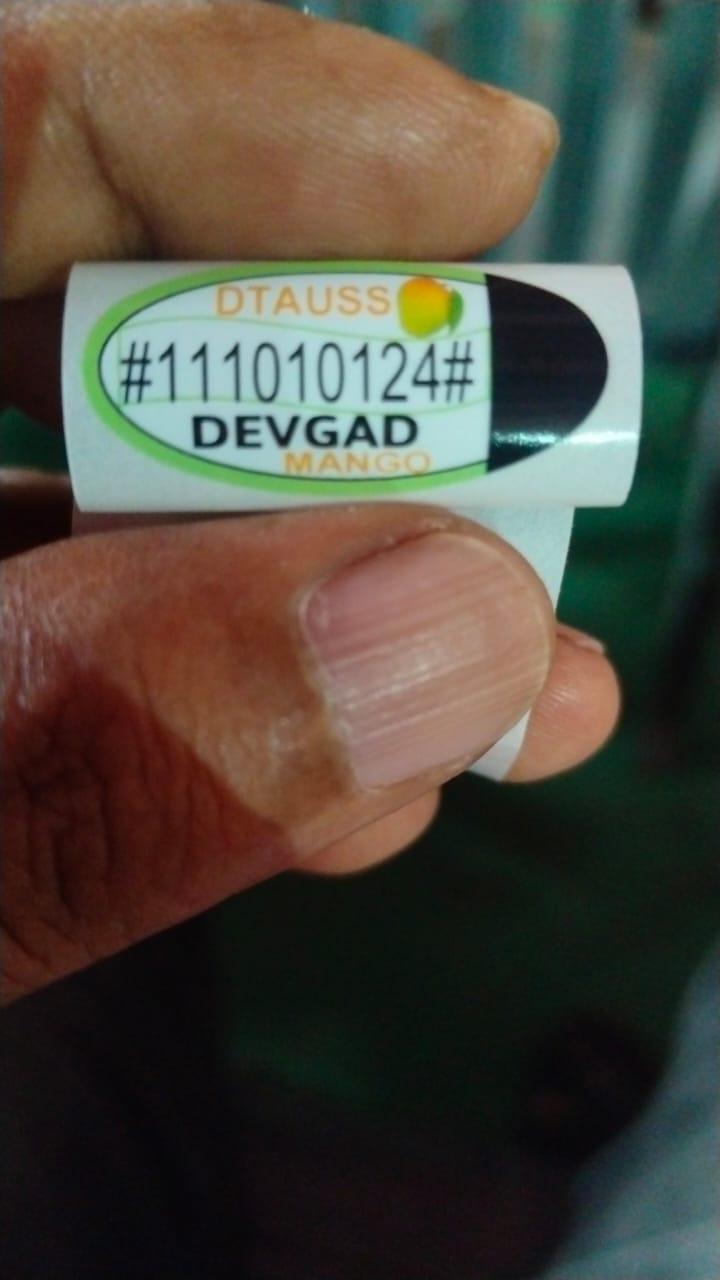 DTAUSS
#111010124#
DEVGAD
MANGO